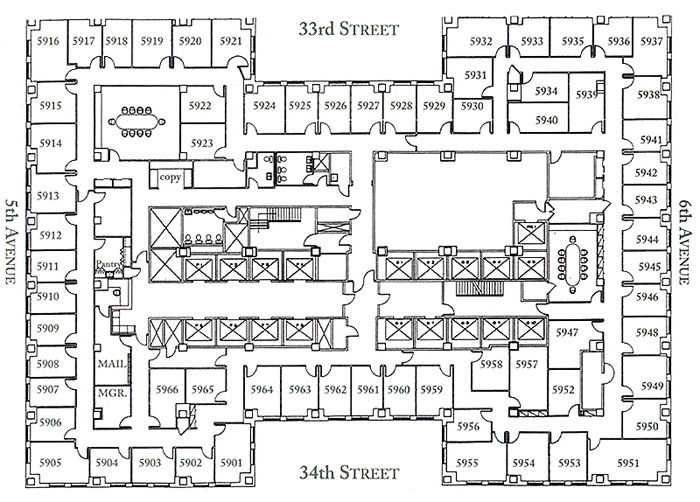 33rd STREET
5916 5917 5918 5919 5920 5921
5932 5933 5935 5936 5937
5931
5915 5922 5924 5925 5926 5927 5928 5929 5930 5934 5939 5938
5940
5914 5923 5941
copy 5942
5913 5943
5th AVENUE
6th AVENUE
5912 5944
5911 Pantry 5945
5910 5946
5909 5947 5948
5908 MAIL 5958 5957
5907 MGR. 5966 5965 5964 5963 5962 5961 5960 5959 5952 5949
5906 5956 5950
5905 5904 5903 5902 5901 5955 5954 5953 5951
34th STREET